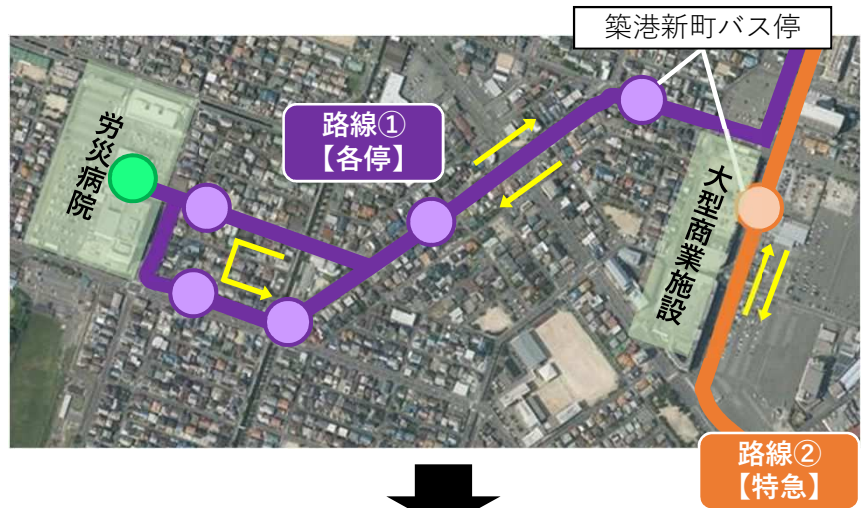 築港新町バス停
路線①
【各停】
労災病院
大型商業施設
路線②
【特急】